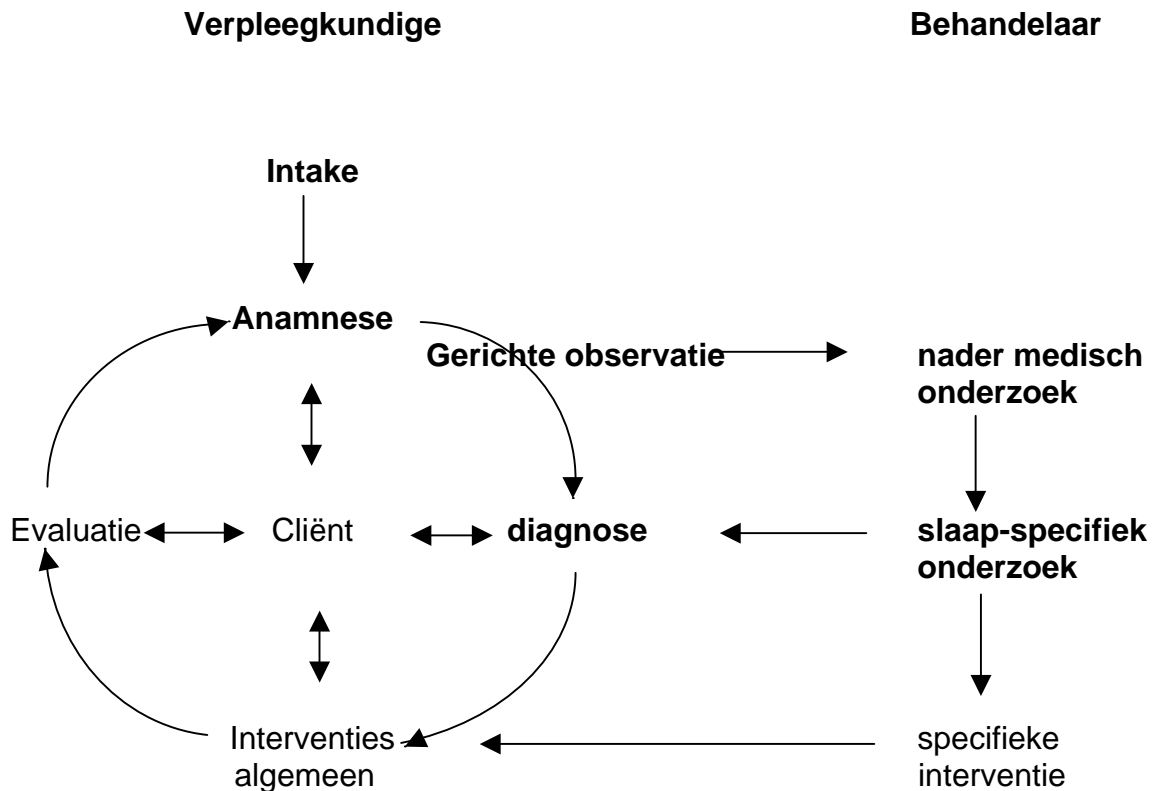 Verpleegkundige
Behandelaar
Intake
Anamnese
Gerichte observatie
nader medisch
onderzoek
Evaluatie
Cliënt
diagnose
slaap-specifiek
onderzoek
Interventies
algemeen
specifieke
interventie